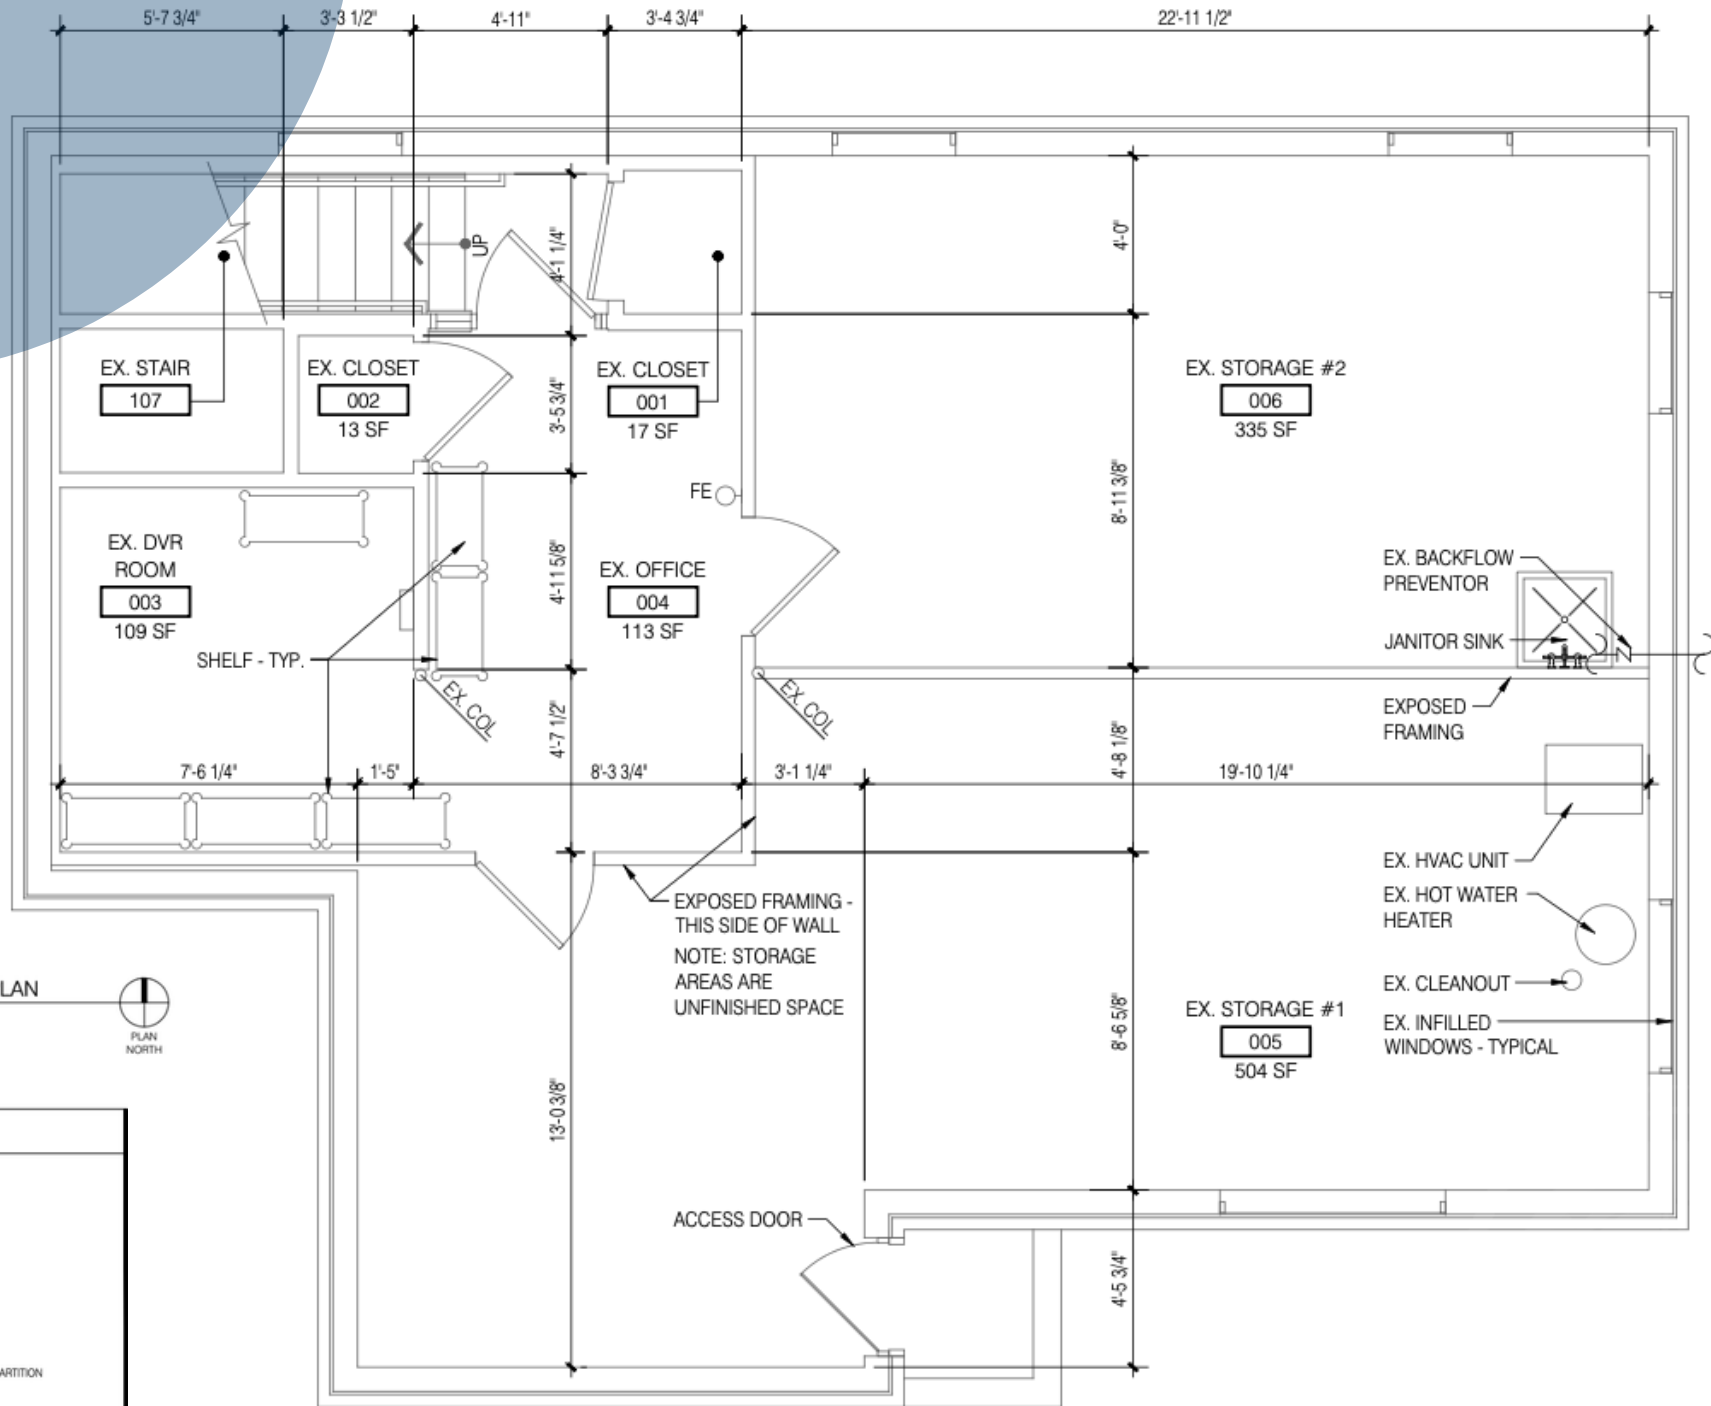 5'-7 3/4"
3'-3 1/2"
4'-11"
3'-4 3/4"
22'-11 1/2"
UP
4'-1 1/4"
4'-0"
EX. STAIR
107
EX. CLOSET
002
13 SF
3'-5 3/4"
EX. CLOSET
001
17 SF
EX. STORAGE #2
006
335 SF
FE
8'-11 3/8"
EX. DVR
ROOM
003
109 SF
4'-11 5/8"
EX. OFFICE
004
113 SF
EX. BACKFLOW
PREVENTOR
JANITOR SINK
N
SHELF - TYP.
EX. COL
EX. COL
EXPOSED
FRAMING
4'-7 1/2"
4'-8 1/8"
7'-6 1/4"
1'-5"
8'-3 3/4"
3'-1 1/4"
19'-10 1/4"
EX. HVAC UNIT
EX. HOT WATER
HEATER
EXPOSED FRAMING -
THIS SIDE OF WALL
NOTE: STORAGE
AREAS ARE
UNFINISHED SPACE
EX. CLEANOUT
LAN
PLAN
NORTH
EX. STORAGE #1
005
504 SF
8'-6 5/8"
EX. INFILLED
WINDOWS - TYPICAL
13'-0 3/8"
ACCESS DOOR
4'-5 3/4"
ARTITION